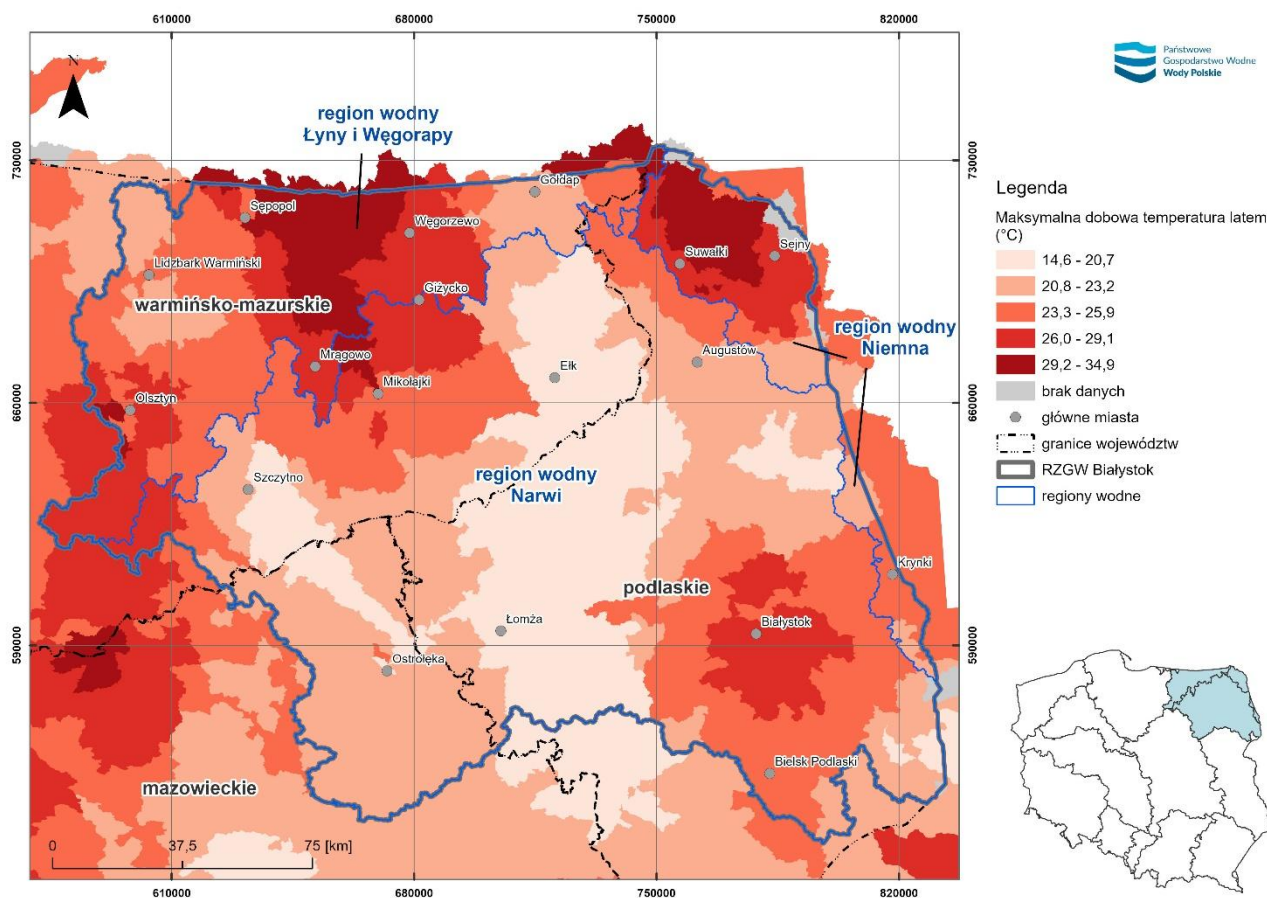 610000
680000
750000
820000
Państwowe
Gospodarstwo Wodne
Wody Polskie
N
region wodny
Łyny i Węgorapy
730000
730000
Gołdap
Legenda
Sępopol
Węgorzewo
Maksymalna dobowa temperatura latem
(°C)
Suwałki
Sejny
14,6 - 20,7
Lidzbark Warmiński
20,8 - 23,2
warmińsko-mazurskie
Giżycko
23,3 - 25,9
region wodny
Niemna
26,0 - 29,1
Mrągowo
Augustów
29,2 - 34,9
Mikołajki
Ełk
brak danych
Olsztyn
660000
660000
główne miasta
granice województw
region wodny
Narwi
Szczytno
RZGW Białystok
regiony wodne
Krynki
podlaskie
Łomża
Białystok
590000
590000
Ostrołęka
Bielsk Podlaski
mazowieckie
0
37,5
75 [km]
610000
680000
750000
820000